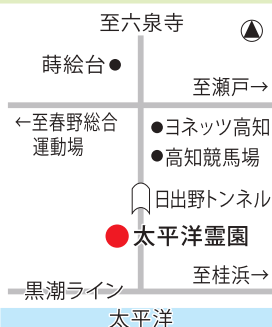 至六泉寺
蒔絵台
至瀬戸→
←至春野総合
運動場
ヨネッツ高知
高知競馬場
日出野トンネル
太平洋霊園
至桂浜→
黒潮ライン
太平洋